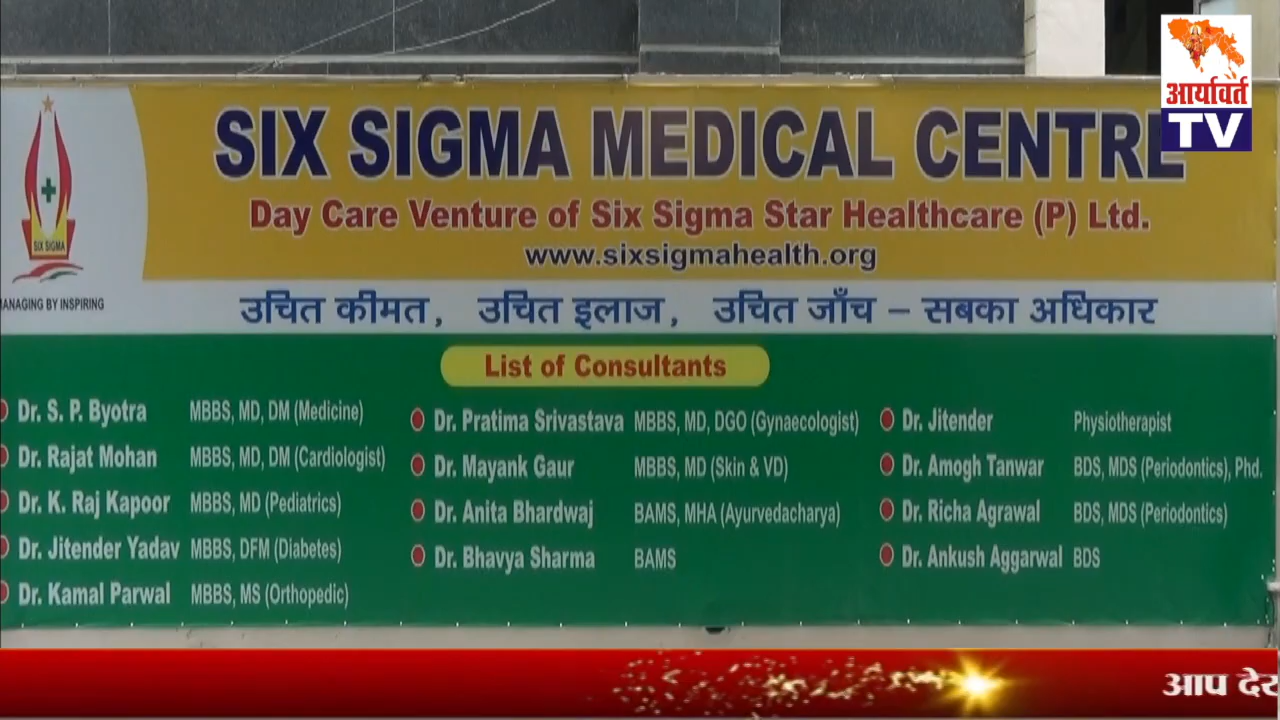 आर्यावर्त
TV
SIX SIGMA MEDICAL CENTRE
Day Care Venture of Six Sigma Star Healthcare (P) Ltd.
www.sixsigmahealth.org
SIX SIGMA
MANAGING BY INSPIRING
उचित कीमत, उचित इलाज, उचित जाँच – सबका अधिकार
List of Consultants
Dr. S. P. Byotra MBBS, MD, DM (Medicine)
Dr. Rajat Mohan MBBS, MD, DM (Cardiologist)
Dr. K. Raj Kapoor MBBS, MD (Pediatrics)
Dr. Jitender Yadav MBBS, DFM (Diabetes)
Dr. Kamal Parwal MBBS, MS (Orthopedic)
Dr. Pratima Srivastava MBBS, MD, DGO (Gynaecologist)
Dr. Mayank Gaur MBBS, MD (Skin & VD)
Dr. Anita Bhardwaj BAMS, MHA (Ayurvedacharya)
Dr. Bhavya Sharma BAMS
Dr. Jitender Physiotherapist
Dr. Amogh Tanwar BDS, MDS (Periodontics), Phd.
Dr. Richa Agrawal BDS, MDS (Periodontics)
Dr. Ankush Aggarwal BDS
आप